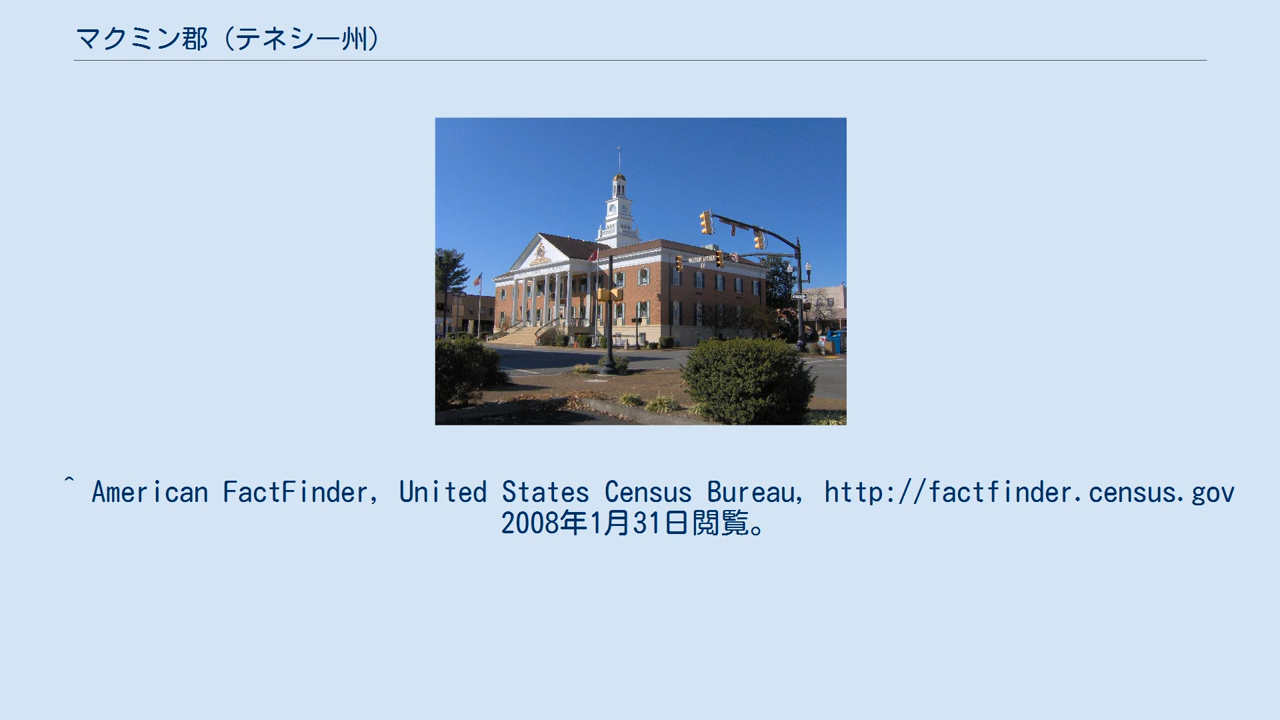 マクミン郡（テネシー州）
^ American FactFinder, United States Census Bureau, http://factfinder.census.gov
2008年1月31日閲覧。